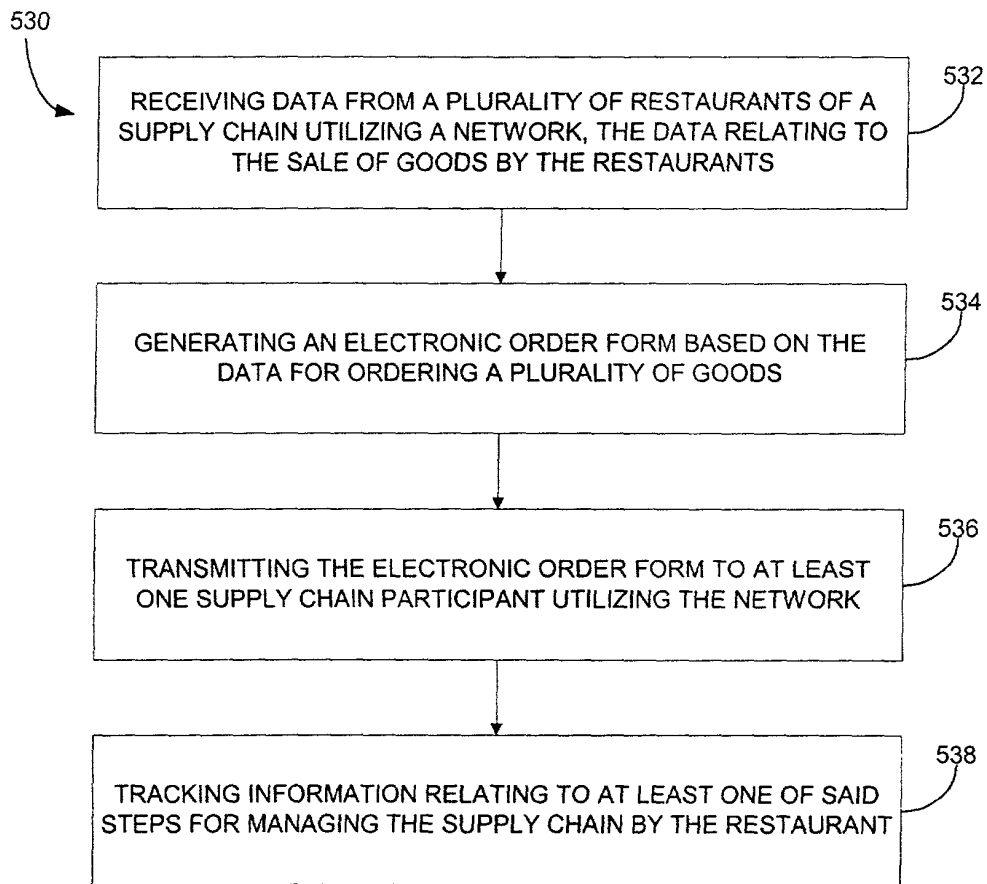 530
532
RECEIVING DATA FROM A PLURALITY OF RESTAURANTS OF A
SUPPLY CHAIN UTILIZING A NETWORK, THE DATA RELATING TO
THE SALE OF GOODS BY THE RESTAURANTS
534
GENERATING AN ELECTRONIC ORDER FORM BASED ON THE
DATA FOR ORDERING A PLURALITY OF GOODS
536
TRANSMITTING THE ELECTRONIC ORDER FORM TO AT LEAST
ONE SUPPLY CHAIN PARTICIPANT UTILIZING THE NETWORK
538
TRACKING INFORMATION RELATING TO AT LEAST ONE OF SAID
STEPS FOR MANAGING THE SUPPLY CHAIN BY THE RESTAURANT